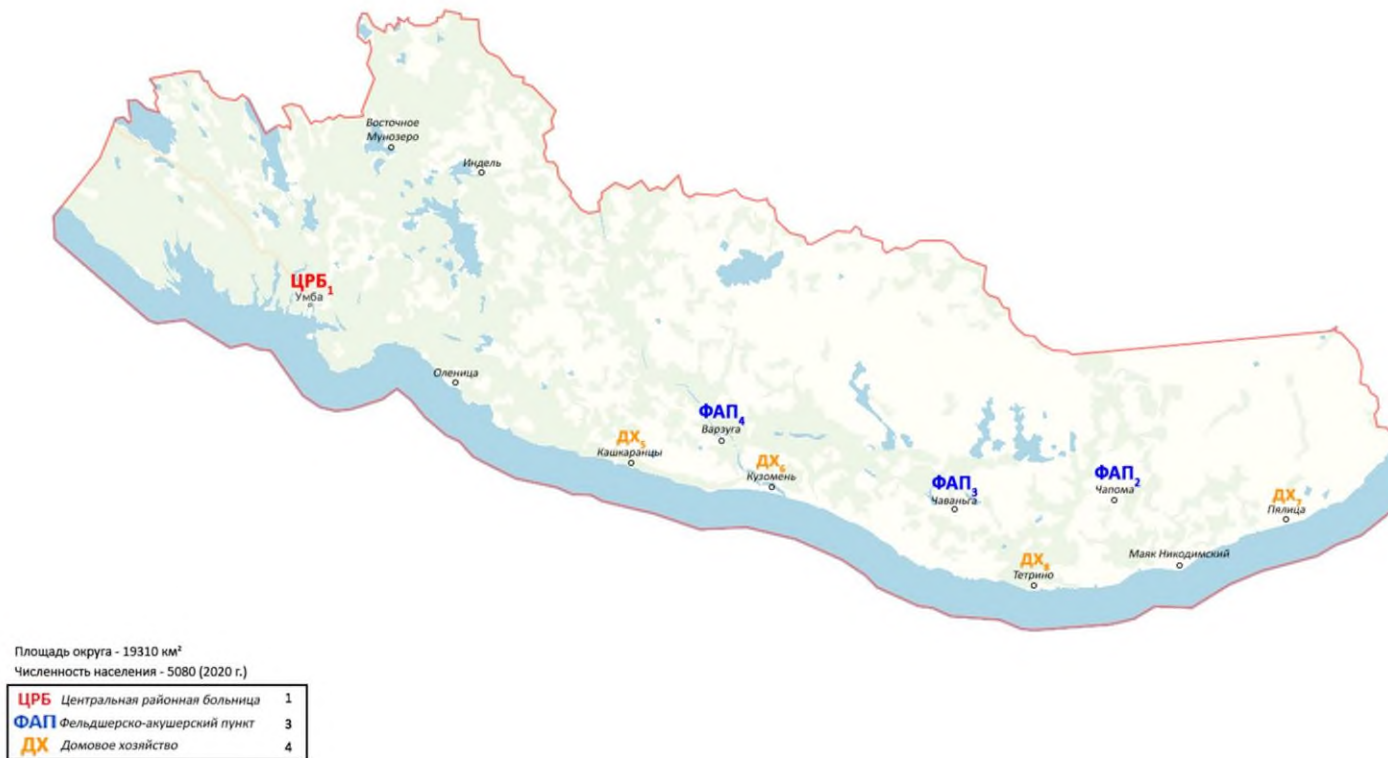 Восточное
Мунозеро
Индель
ЦРБ1
Умба
Оленица
ФАП4
Варзуга
ДХ5
Кашкаранцы
ДХ6
Кузомень
ФАП3
Чаваньга
ФАП2
Чапома
ДХ7
Пялица
Маяк Никодимский
ДХ8
Тетрино
Площадь округа - 19310 км²
Численность населения - 5080 (2020 г.)
ЦРБ Центральная районная больница 1
ФАП Фельдшерско-акушерский пункт 3
ДХ Домовое хозяйство 4